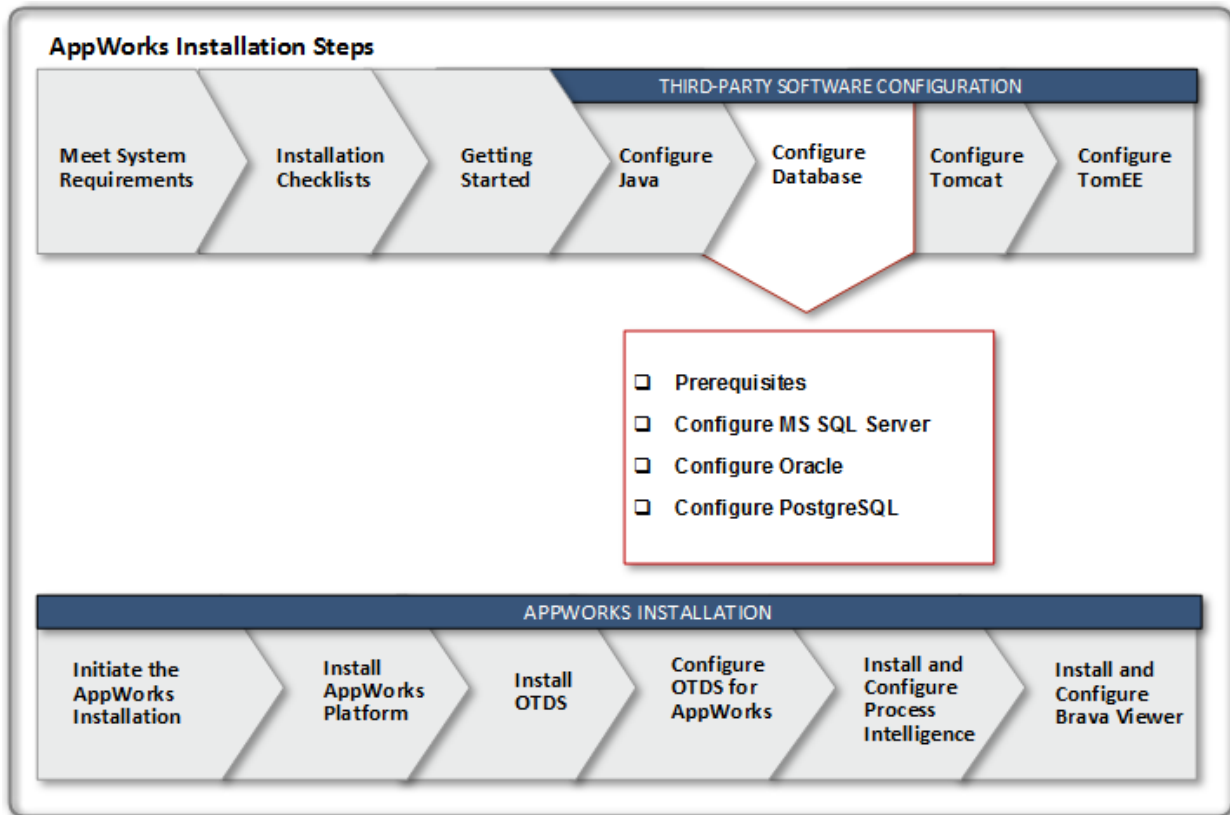 AppWorks Installation Steps
THIRD-PARTY SOFTWARE CONFIGURATION
Meet System
Requirements
Installation
Checklists
Getting
Started
Configure
Java
Configure
Database
Configure
Tomcat
Configure
TomEE
Prerequisites
Configure MS SQL Server
Configure Oracle
Configure PostgreSQL
APPWORKS INSTALLATION
Initiate the
AppWorks
Installation
Install
AppWorks
Platform
Install
OTDS
Configure
OTDS for
AppWorks
Install and
Configure
Process
Intelligence
Install and
Configure
Brava Viewer